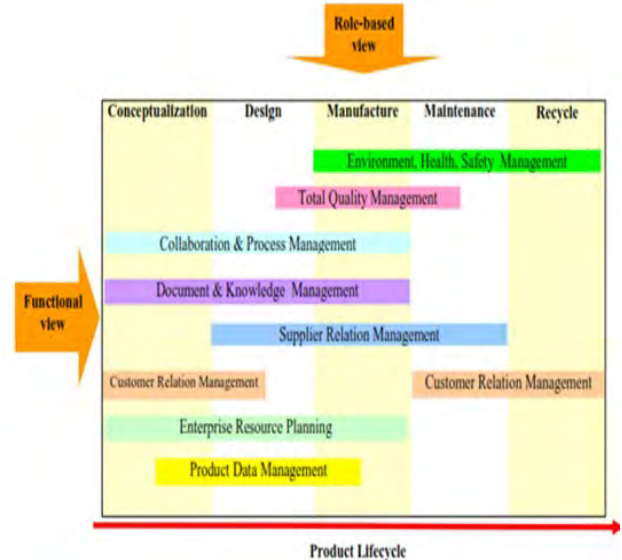 Role-based
view
Conceptualization Design Manufacture Maintenance Recycle
Environment, Health, Safety Management
Total Quality Management
Collaboration & Process Management
Functional
view
Document & Knowledge Management
Supplier Relation Management
Customer Relation Management Customer Relation Management
Enterprise Resource Planning
Product Data Management
Product Lifecycle